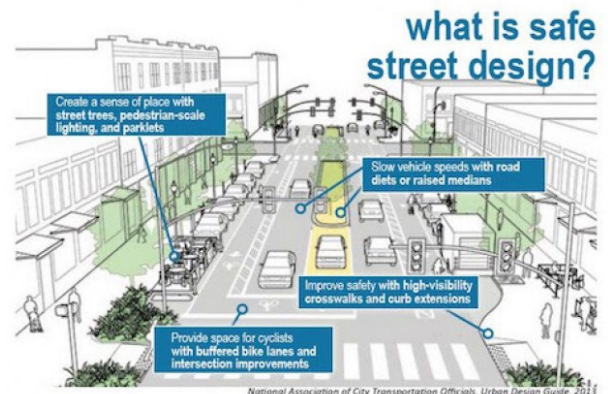 what is safe
street design?
Create a sense of place with
street trees, pedestrian-scale
lighting, and parklets
Slow vehicle speeds with road
diets or raised medians
Improve safety with high-visibility
crosswalks and curb extensions
Provide space for cyclists
with buffered bike lanes and
intersection improvements
National Association of City Transportation Officials, Urban Design Guide, 2013